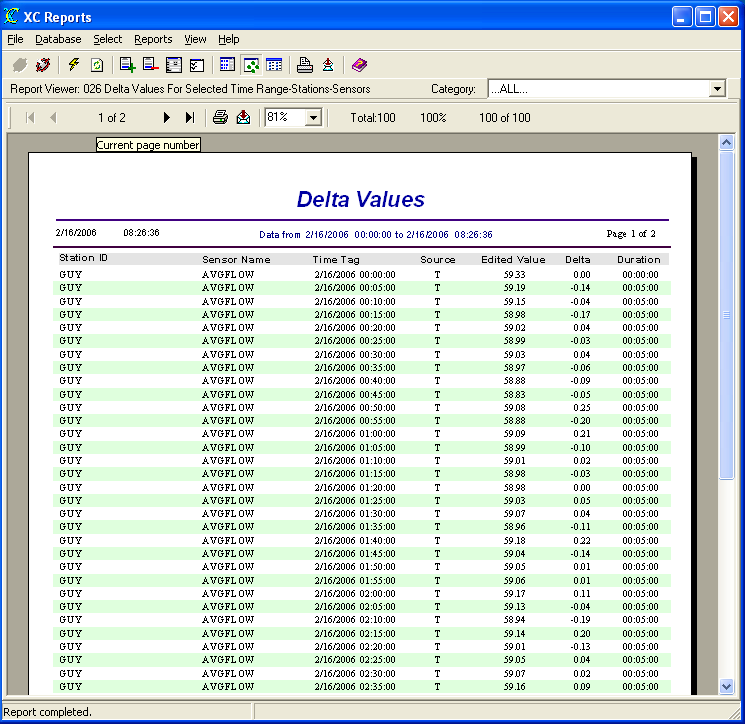 XC Reports
File Database Select Reports View Help
Report Viewer: 026 Delta Values For Selected Time Range-Stations-Sensors Category: ...ALL...
1 of 2 81% Total:100 100% 100 of 100
Current page number
Delta Values
2/16/2006 08:26:36 Data from 2/16/2006 00:00:00 to 2/16/2006 08:26:36 Page 1 of 2
Station ID Sensor Name Time Tag Source Edited Value Delta Duration
GUY AVGFLOW 2/16/2006 00:00:00 T 59.33 0.00 00:00:00
GUY AVGFLOW 2/16/2006 00:05:00 T 59.19 -0.14 00:05:00
GUY AVGFLOW 2/16/2006 00:10:00 T 59.15 -0.04 00:05:00
GUY AVGFLOW 2/16/2006 00:15:00 T 58.98 -0.17 00:05:00
GUY AVGFLOW 2/16/2006 00:20:00 T 59.02 0.04 00:05:00
GUY AVGFLOW 2/16/2006 00:25:00 T 58.99 -0.03 00:05:00
GUY AVGFLOW 2/16/2006 00:30:00 T 59.03 0.04 00:05:00
GUY AVGFLOW 2/16/2006 00:35:00 T 58.97 -0.06 00:05:00
GUY AVGFLOW 2/16/2006 00:40:00 T 58.88 -0.09 00:05:00
GUY AVGFLOW 2/16/2006 00:45:00 T 58.83 -0.05 00:05:00
GUY AVGFLOW 2/16/2006 00:50:00 T 59.08 0.25 00:05:00
GUY AVGFLOW 2/16/2006 00:55:00 T 58.88 -0.20 00:05:00
GUY AVGFLOW 2/16/2006 01:00:00 T 59.09 0.21 00:05:00
GUY AVGFLOW 2/16/2006 01:05:00 T 58.99 -0.10 00:05:00
GUY AVGFLOW 2/16/2006 01:10:00 T 59.01 0.02 00:05:00
GUY AVGFLOW 2/16/2006 01:15:00 T 58.98 -0.03 00:05:00
GUY AVGFLOW 2/16/2006 01:20:00 T 58.98 0.00 00:05:00
GUY AVGFLOW 2/16/2006 01:25:00 T 59.03 0.05 00:05:00
GUY AVGFLOW 2/16/2006 01:30:00 T 59.07 0.04 00:05:00
GUY AVGFLOW 2/16/2006 01:35:00 T 58.96 -0.11 00:05:00
GUY AVGFLOW 2/16/2006 01:40:00 T 59.18 0.22 00:05:00
GUY AVGFLOW 2/16/2006 01:45:00 T 59.04 -0.14 00:05:00
GUY AVGFLOW 2/16/2006 01:50:00 T 59.05 0.01 00:05:00
GUY AVGFLOW 2/16/2006 01:55:00 T 59.06 0.01 00:05:00
GUY AVGFLOW 2/16/2006 02:00:00 T 59.17 0.11 00:05:00
GUY AVGFLOW 2/16/2006 02:05:00 T 59.13 -0.04 00:05:00
GUY AVGFLOW 2/16/2006 02:10:00 T 58.94 -0.19 00:05:00
GUY AVGFLOW 2/16/2006 02:15:00 T 59.14 0.20 00:05:00
GUY AVGFLOW 2/16/2006 02:20:00 T 59.01 -0.13 00:05:00
GUY AVGFLOW 2/16/2006 02:25:00 T 59.05 0.04 00:05:00
GUY AVGFLOW 2/16/2006 02:30:00 T 59.07 0.02 00:05:00
GUY AVGFLOW 2/16/2006 02:35:00 T 59.16 0.09 00:05:00
Report completed.